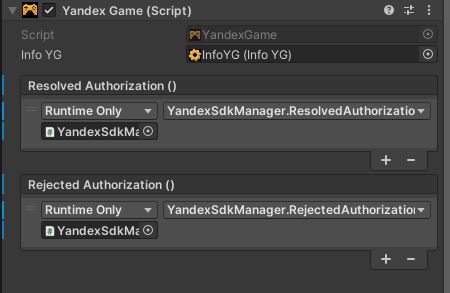 Yandex Game (Script)
Script YandexGame
Info YG InfoYG (Info YG)
Resolved Authorization ()
Runtime Only YandexSdkManager.ResolvedAuthorizatio
YandexSdkMa
Rejected Authorization ()
Runtime Only YandexSdkManager.RejectedAuthorization
YandexSdkMa